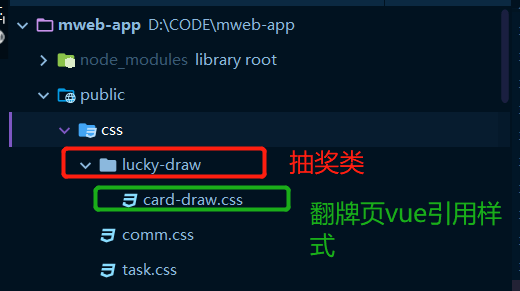 mweb-app D:\CODE\mweb-app
node_modules library root
public
css
lucky-draw 抽奖类
card-draw.css 翻牌页vue引用样
式
comm.css
task.css